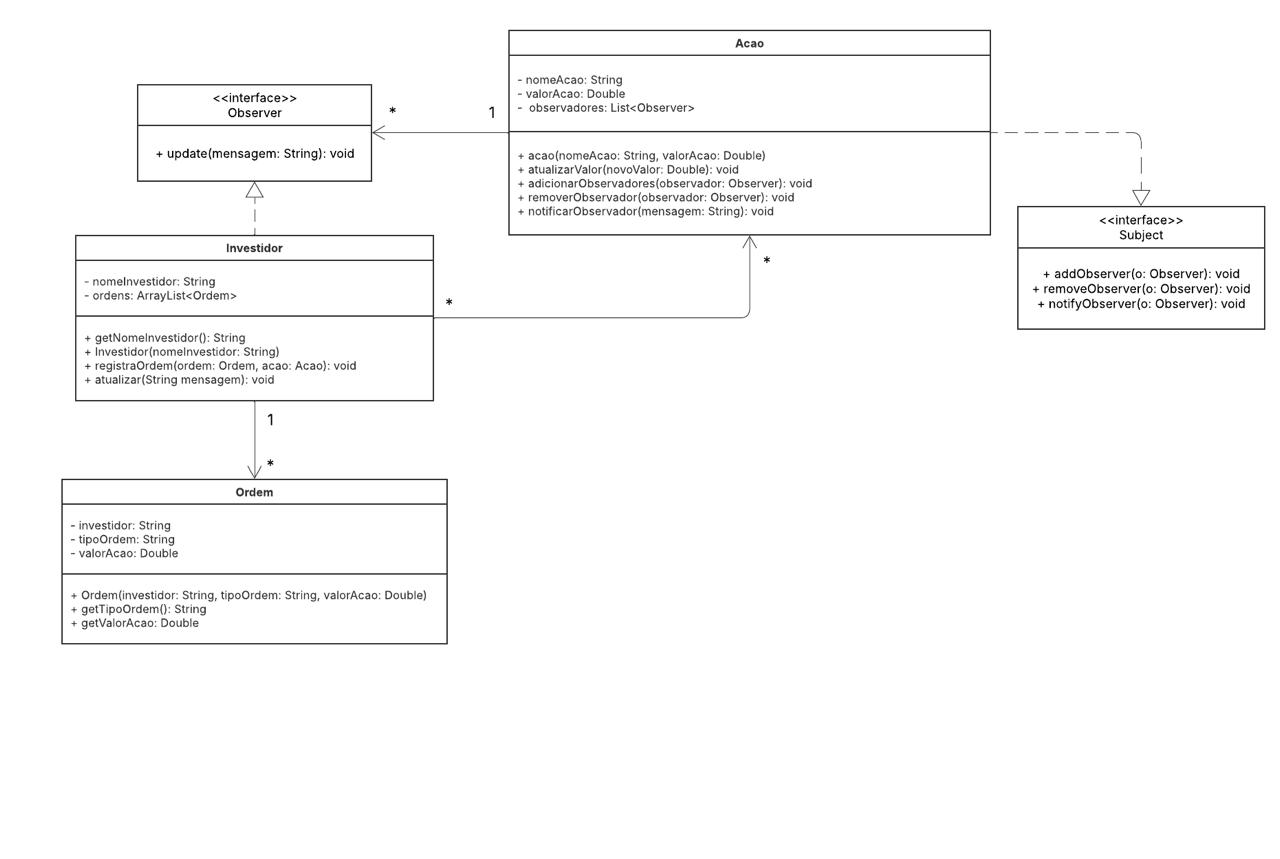 Acao
- nomeAcao: String
- valorAcao: Double
-  observadores: List<Observer>
+ acao(nomeAcao: String, valorAcao: Double)
+ atualizarValor(novoValor: Double): void
+ adicionarObservadores(observador: Observer): void
+ removerObservador(observador: Observer): void
+ notificarObservador(mensagem: String): void
<<interface>>
Observer
+ update(mensagem: String): void
*
1
<<interface>>
Subject
+ addObserver(o: Observer): void
+ removeObserver(o: Observer): void
+ notifyObserver(o: Observer): void
Investidor
- nomeInvestidor: String
- ordens: ArrayList<Ordem>
+ getNomeInvestidor(): String
+ Investidor(nomeInvestidor: String)
+ registraOrdem(ordem: Ordem, acao: Acao): void
+ atualizar(String mensagem): void
*
*
1
*
Ordem
- investidor: String
- tipoOrdem: String
- valorAcao: Double
+ Ordem(investidor: String, tipoOrdem: String, valorAcao: Double)
+ getTipoOrdem(): String
+ getValorAcao: Double